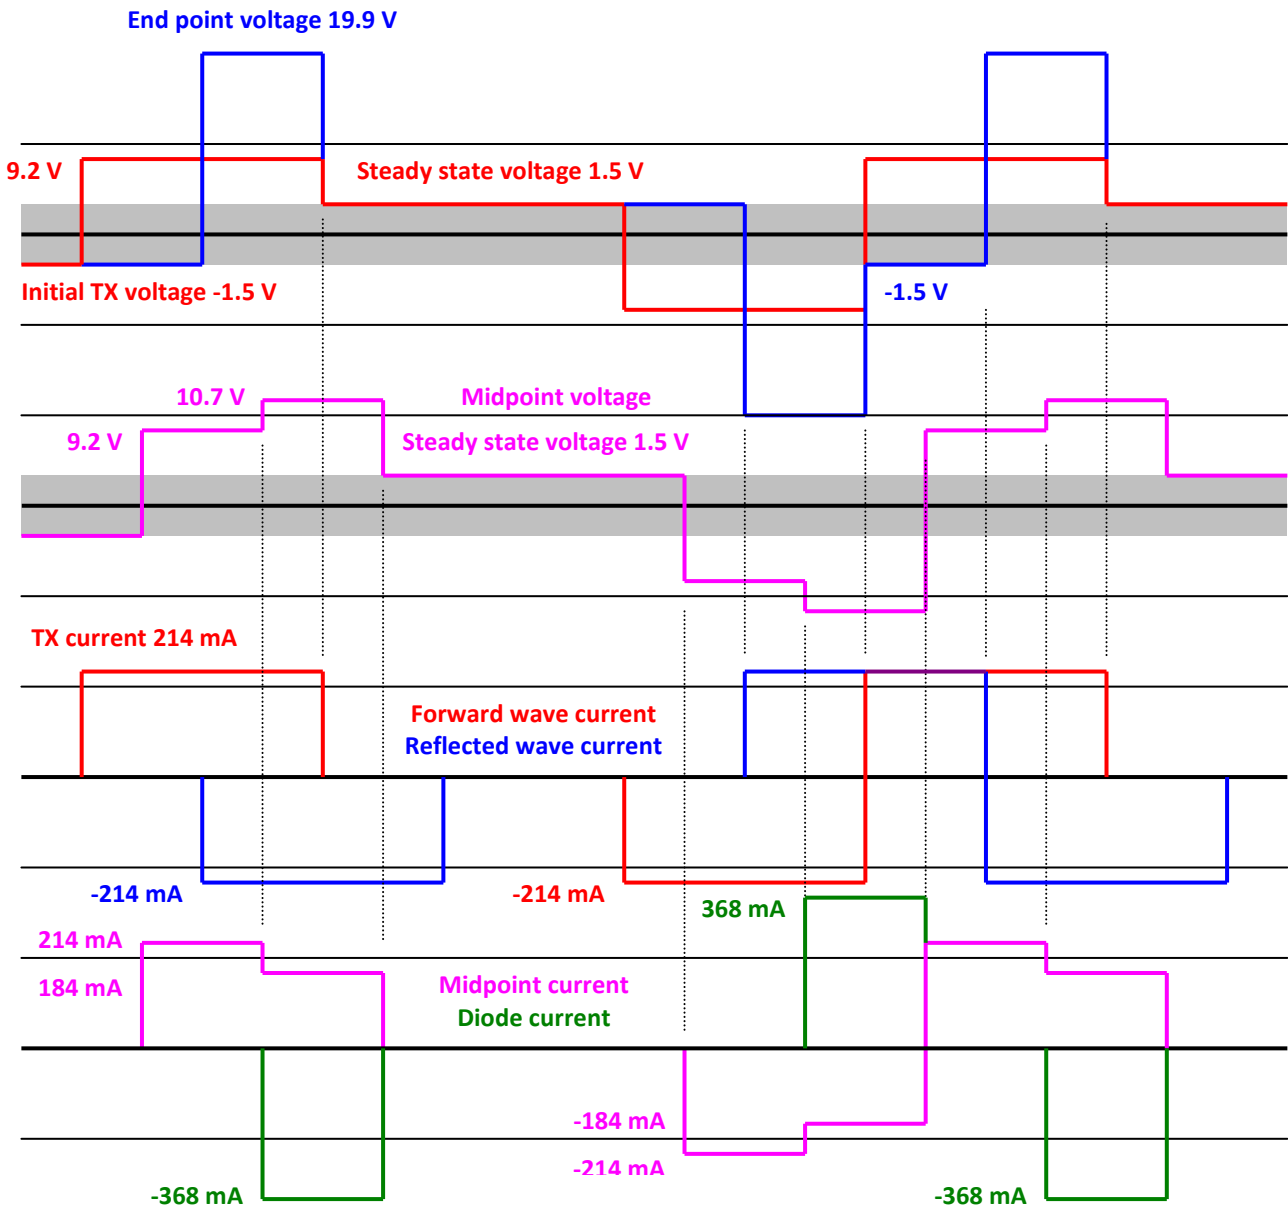 End point voltage 19.9 V
9.2 V
Steady state voltage 1.5 V
Initial TX voltage -1.5 V
-1.5 V
10.7 V
Midpoint voltage
9.2 V
Steady state voltage 1.5 V
TX current 214 mA
Forward wave current
Reflected wave current
-214 mA
-214 mA
368 mA
214 mA
184 mA
Midpoint current
Diode current
-184 mA
-214 mA
-368 mA
-368 mA